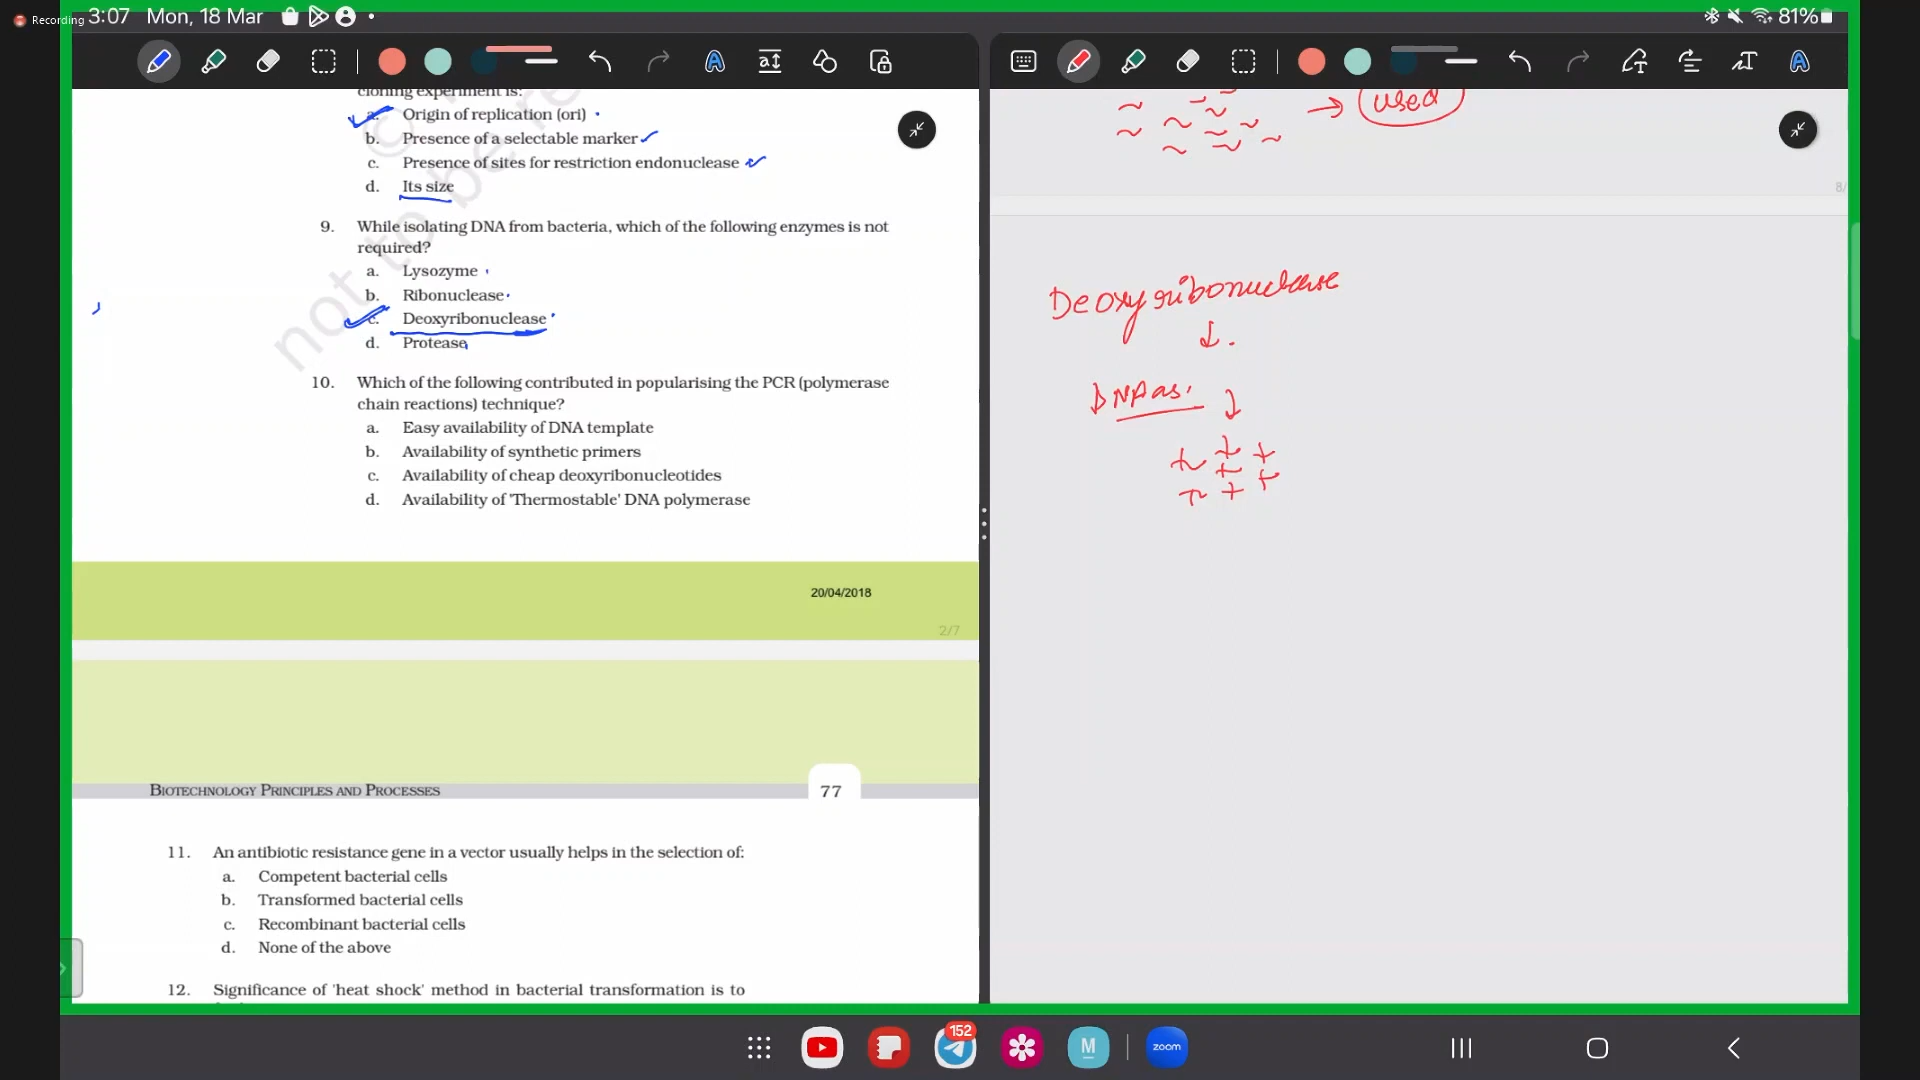 Recording
3:07 Mon, 18 Mar
81%
cloning experiment is:
a. Origin of replication (ori)
b. Presence of a selectable marker
c. Presence of sites for restriction endonuclease
d. Its size
9. While isolating DNA from bacteria, which of the following enzymes is not
required?
a. Lysozyme
b. Ribonuclease
c. Deoxyribonuclease
d. Protease
10. Which of the following contributed in popularising the PCR (polymerase
chain reactions) technique?
a. Easy availability of DNA template
b. Availability of synthetic primers
c. Availability of cheap deoxyribonucleotides
d. Availability of 'Thermostable' DNA polymerase
not to be re
©
20/04/2018
2/7
BIOTECHNOLOGY PRINCIPLES AND PROCESSES
77
11. An antibiotic resistance gene in a vector usually helps in the selection of:
a. Competent bacterial cells
b. Transformed bacterial cells
c. Recombinant bacterial cells
d. None of the above
12. Significance of 'heat shock' method in bacterial transformation is to
used
8/
Deoxyribonuclease
DNAas.
152
M
zoom